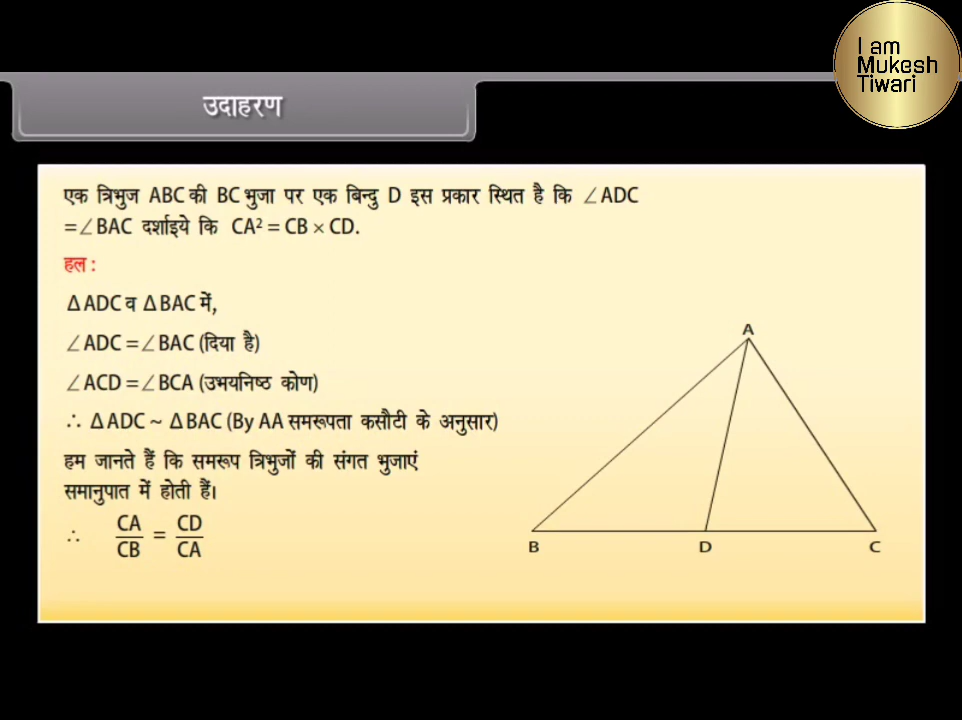 I am
Mukesh
Tiwari
उदाहरण
एक त्रिभुज ABC की BC भुजा पर एक बिन्दु D इस प्रकार स्थित है कि ∠ADC
=∠BAC दर्शाइये कि CA² = CB × CD.
हल :
Δ ADC व Δ BAC में,
∠ADC =∠BAC (दिया है)
∠ACD =∠BCA (उभयनिष्ठ कोण)
∴ Δ ADC ~ Δ BAC (By AA समरूपता कसौटी के अनुसार)
हम जानते हैं कि समरूप त्रिभुजों की संगत भुजाएं
समानुपात में होती हैं।
∴ CA/CB = CD/CA
A
B D C